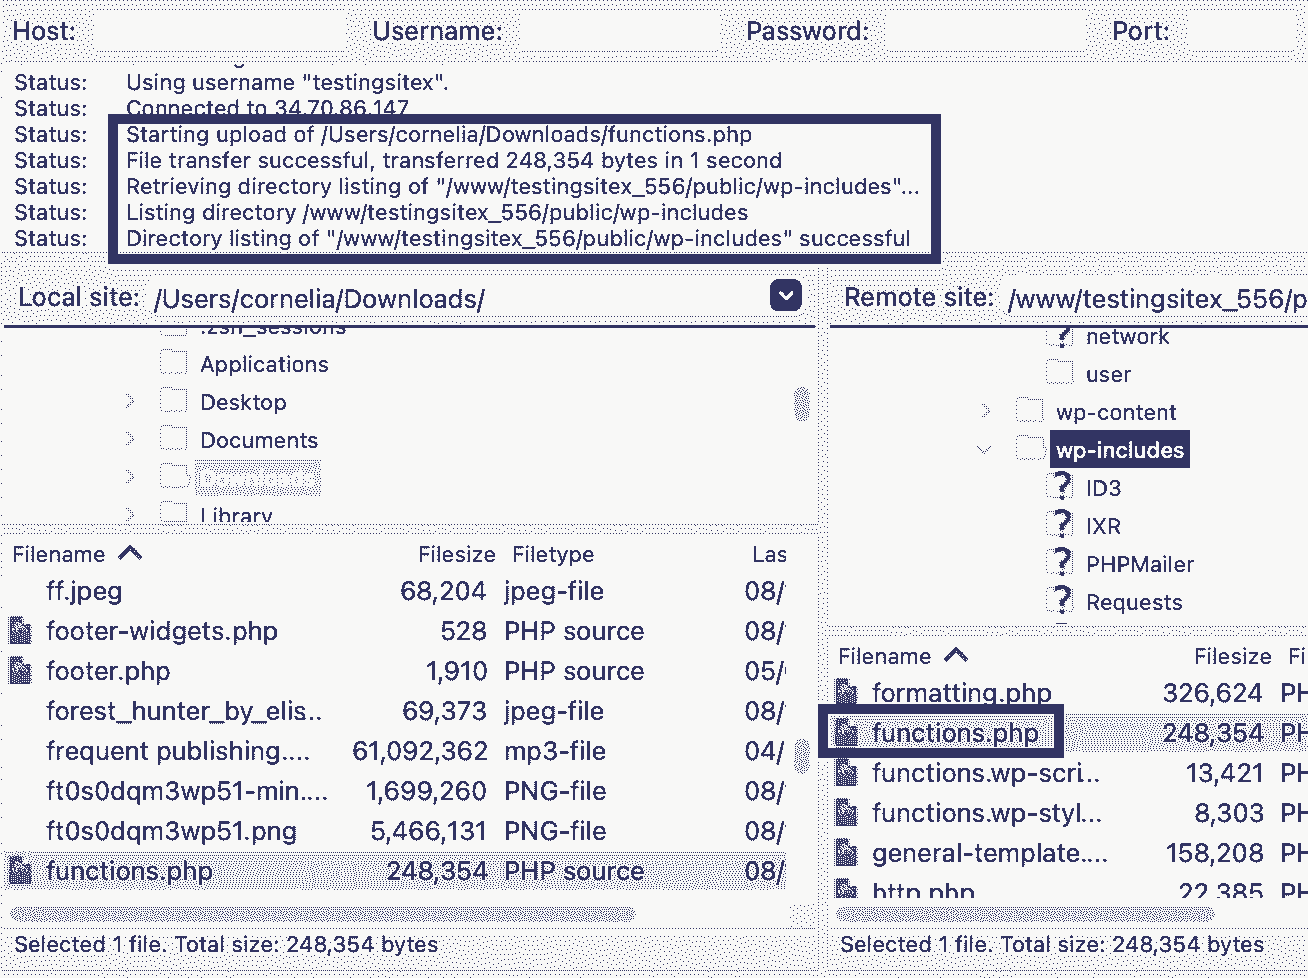 Host: Username: Password: Port:
Status: Using username "testingsitex".
Status: Connected to 34.70.86.147
Status: Starting upload of /Users/cornelia/Downloads/functions.php
Status: File transfer successful, transferred 248,354 bytes in 1 second
Status: Retrieving directory listing of "/www/testingsitex_556/public/wp-includes"...
Status: Listing directory /www/testingsitex_556/public/wp-includes
Status: Directory listing of "/www/testingsitex_556/public/wp-includes" successful
Local site: /Users/cornelia/Downloads/
.zsh_sessions
Applications
Desktop
Documents
Downloads
Library
Filename Filesize Filetype Las
ff.jpeg 68,204 jpeg-file 08/
footer-widgets.php 528 PHP source 08/
footer.php 1,910 PHP source 05/
forest_hunter_by_elis... 69,373 jpeg-file 08/
frequent publishing.... 61,092,362 mp3-file 04/
ft0s0dqm3wp51-min.... 1,699,260 PNG-file 08/
ft0s0dqm3wp51.png 5,466,131 PNG-file 08/
functions.php 248,354 PHP source 08/
Selected 1 file. Total size: 248,354 bytes
Remote site: /www/testingsitex_556/p
network
user
wp-content
wp-includes
ID3
IXR
PHPMailer
Requests
Filename Filesize Fi
formatting.php 326,624 PH
functions.php 248,354 PH
functions.wp-scri... 13,421 PH
functions.wp-styl... 8,303 PH
general-template.... 158,208 PH
http.php 22,385 PH
Selected 1 file. Total size: 248,354 bytes